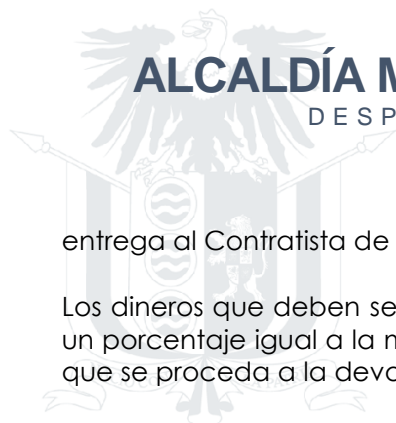 ALCALDÍA
DESP
entrega al Contratista de
Los dineros que deben se
un porcentaje igual a la
que se proceda a la